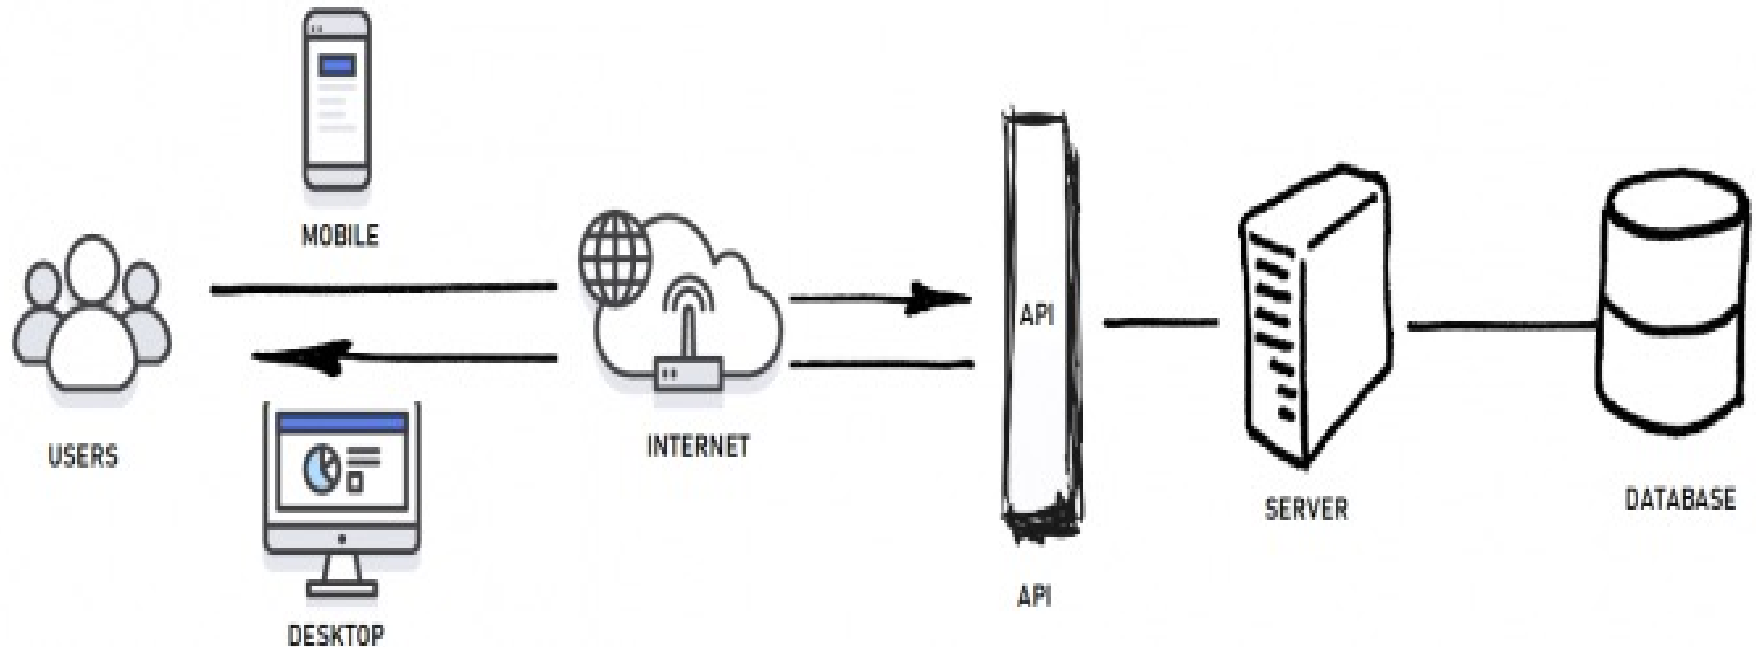 MOBILE
USERS
DESKTOP
INTERNET
API
API
SERVER
DATABASE